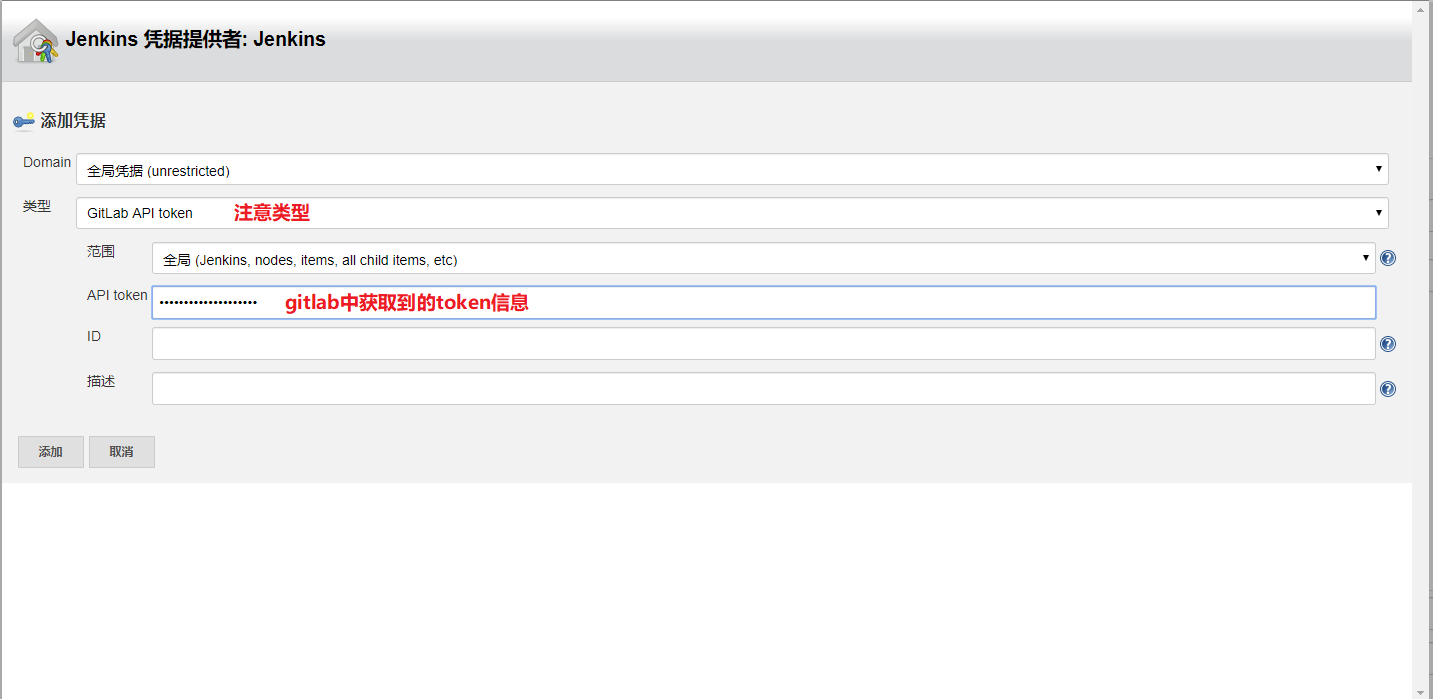 Jenkins 凭据提供者: Jenkins
添加凭据
Domain
全局凭据 (unrestricted)
类型
GitLab API token 注意类型
范围
全局 (Jenkins, nodes, items, all child items, etc)
API token
•••••••••••••••••••• gitlab中获取到的token信息
ID
描述
添加 取消